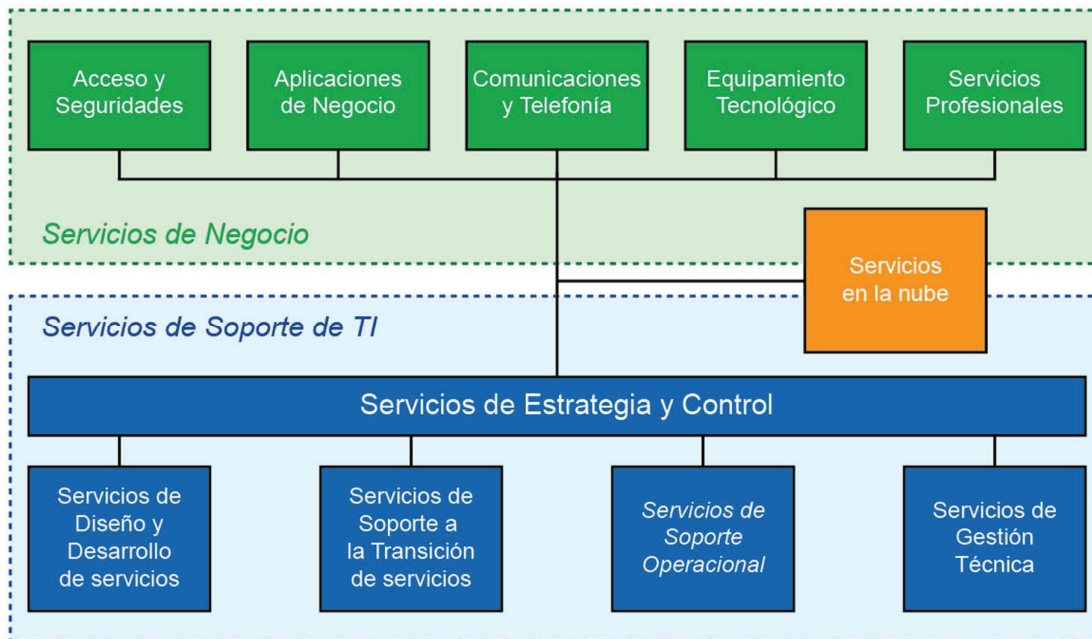 Acceso y
Seguridades
Aplicaciones
de Negocio
Comunicaciones
y Telefonía
Equipamiento
Tecnológico
Servicios
Profesionales
Servicios de Negocio
Servicios
en la nube
Servicios de Soporte de TI
Servicios de Estrategia y Control
Servicios de
Diseño y
Desarrollo
de servicios
Servicios de
Soporte a
la Transición
de servicios
Servicios de
Soporte
Operacional
Servicios de
Gestión
Técnica